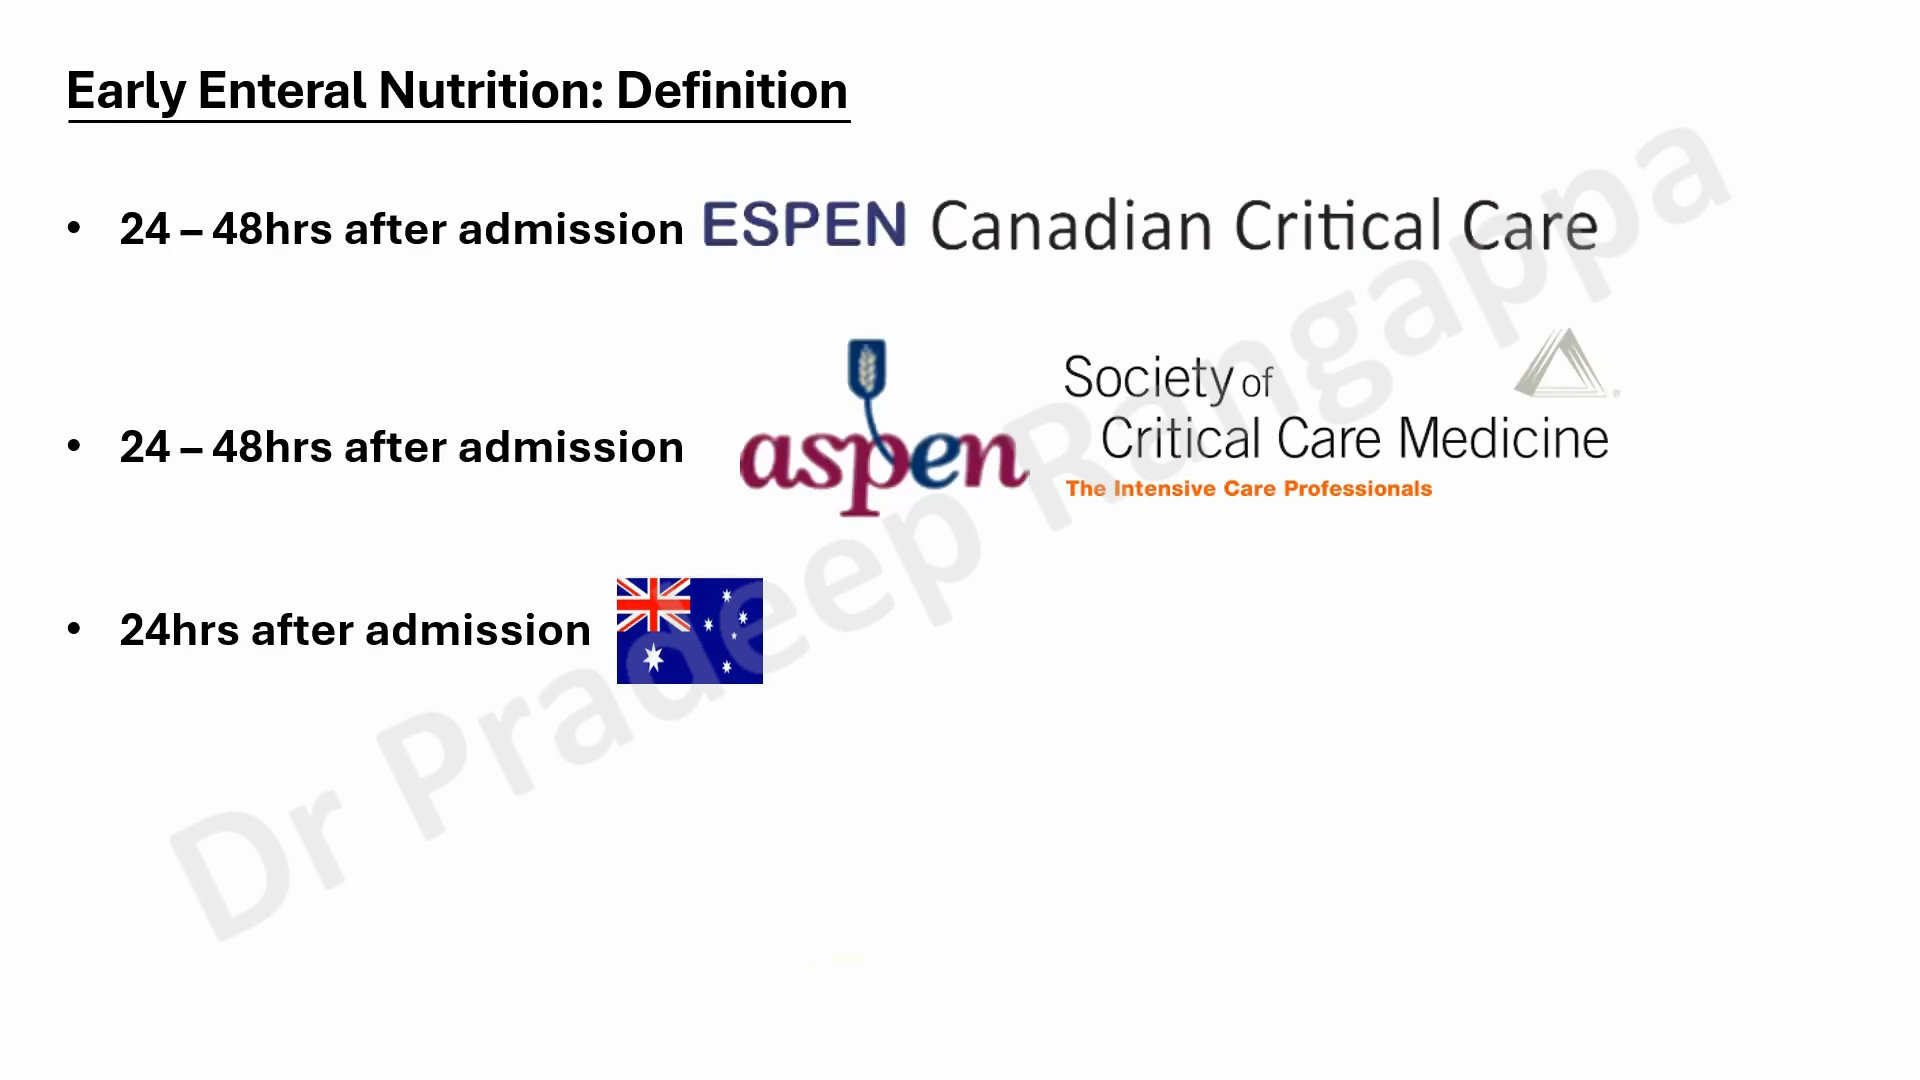 Early Enteral Nutrition: Definition
• 24 – 48hrs after admission ESPEN Canadian Critical Care
• 24 – 48hrs after admission aspen Society of
Critical Care Medicine
The Intensive Care Professionals
• 24hrs after admission
Dr Pradeep Rangappa